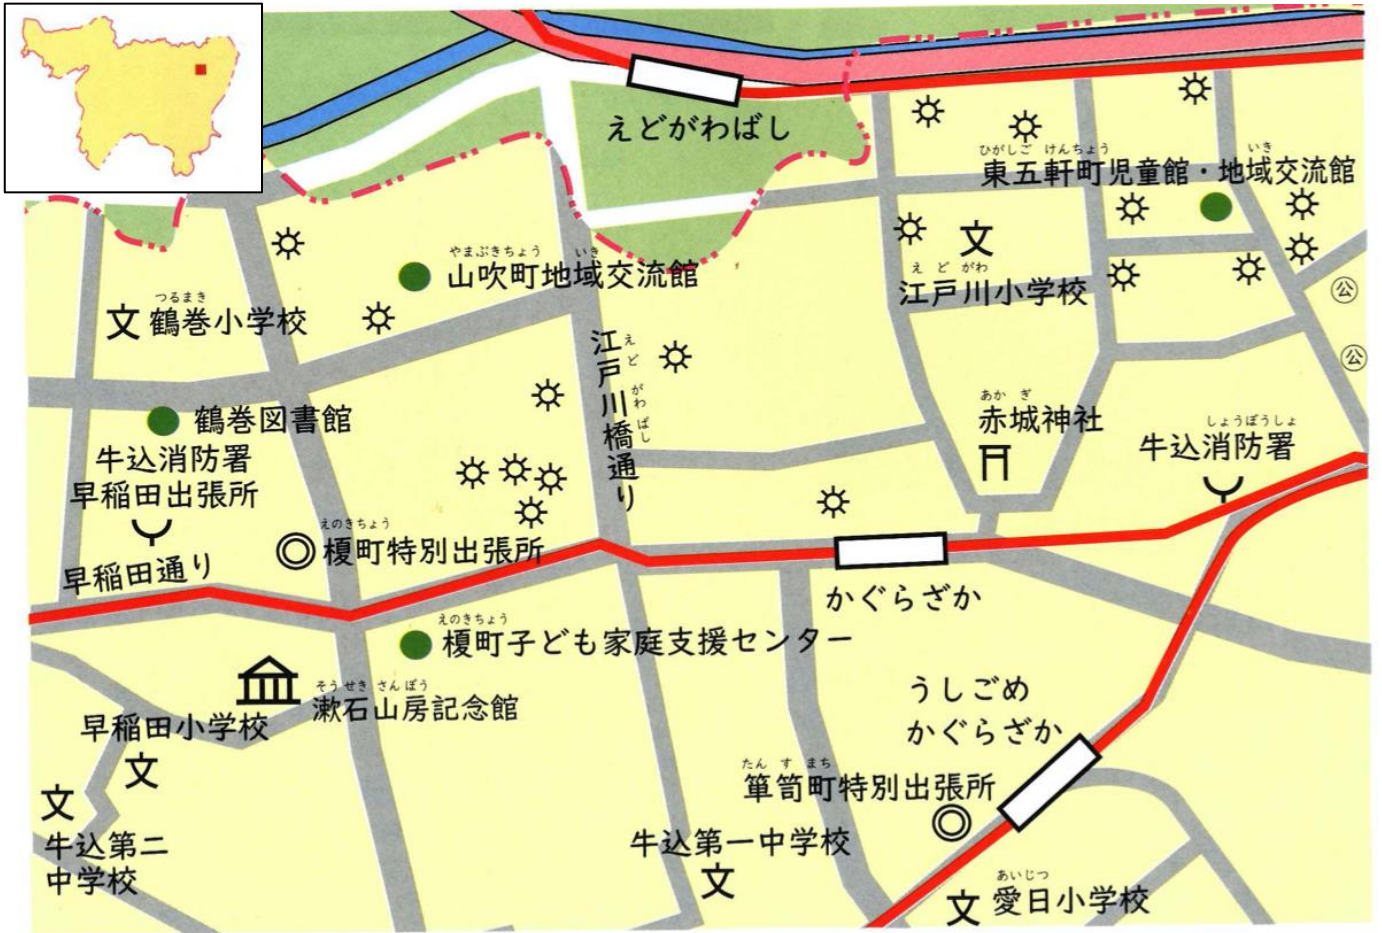 えどがわばし
ひがしご けんちょう いき
東五軒町児童館・地域交流館
やまぶきちょう いき
山吹町地域交流館
文
え ど がわ
江戸川小学校
公
つるまき
文 鶴巻小学校
え ど がわ ばし
江戸川橋通り
公
鶴巻図書館
あか ぎ
赤城神社
しょうぼうしょ
牛込消防署
牛込消防署
早稲田出張所
えのきちょう
榎町特別出張所
早稲田通り
かぐらざか
えのきちょう
榎町子ども家庭支援センター
そうせき さんぼう
漱石山房記念館
うしごめ
かぐらざか
早稲田小学校
文
たん す まち
簞笥町特別出張所
文
牛込第二
中学校
牛込第一中学校
文
あいじつ
文 愛日小学校